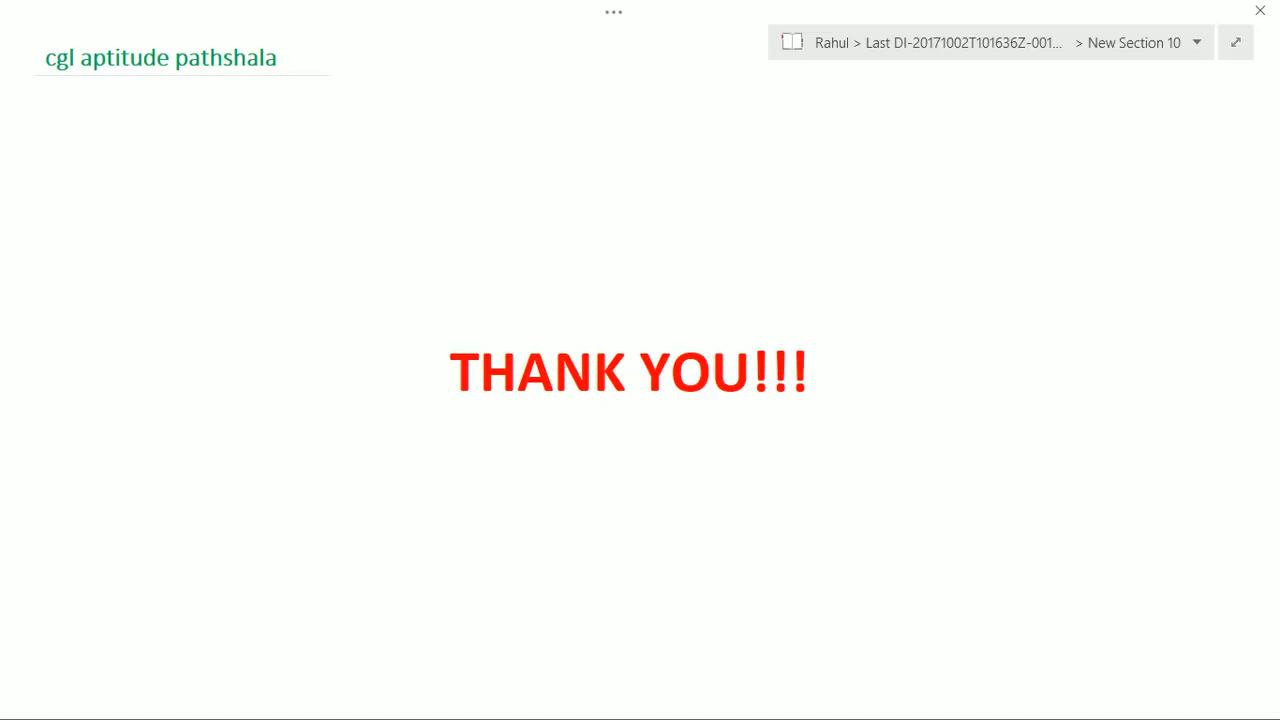 cgl aptitude pathshala
Rahul > Last DI-20171002T101636Z-001... > New Section 10
THANK YOU!!!